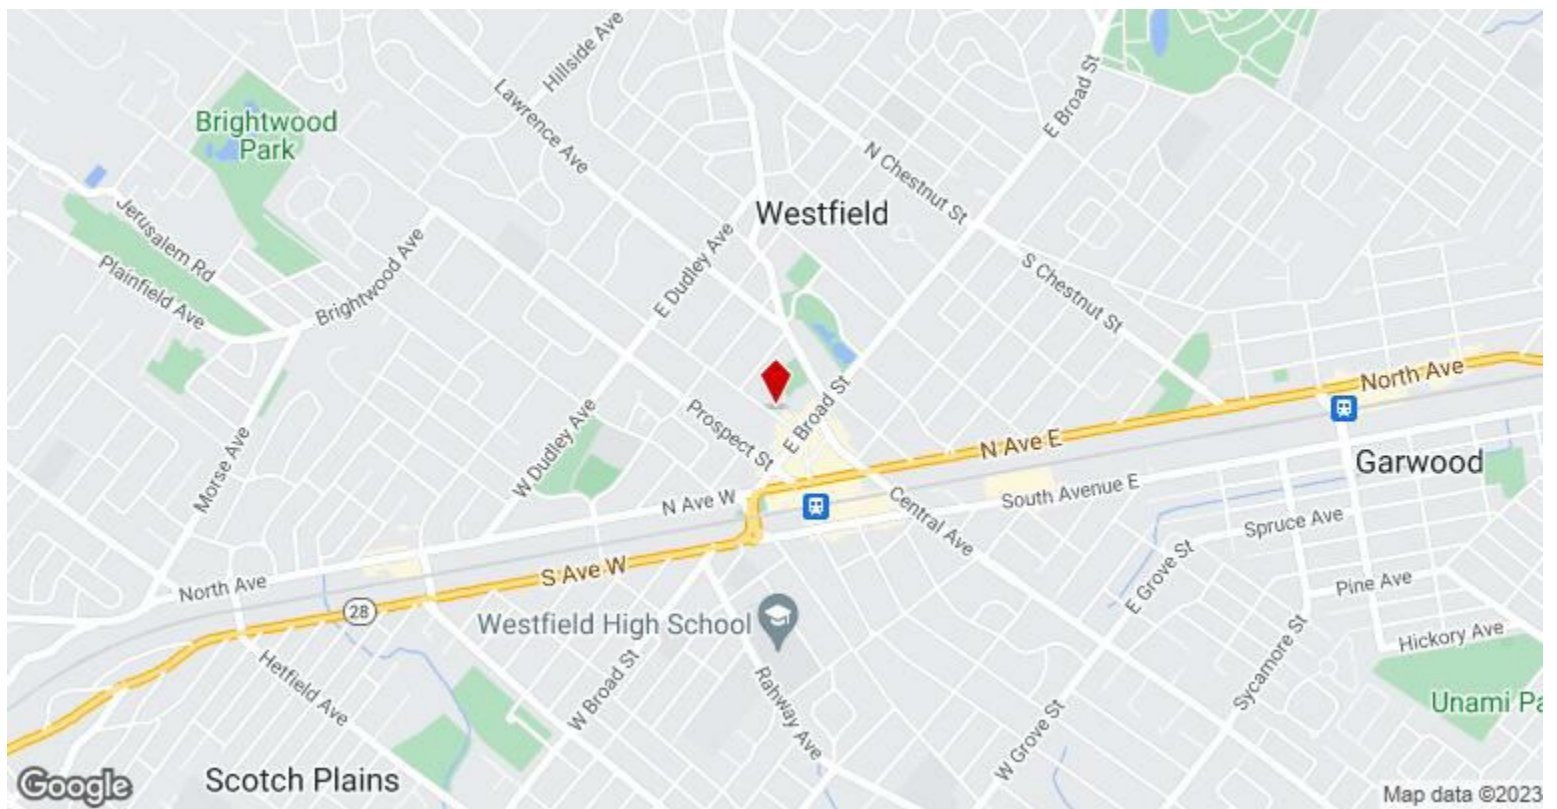 Hillside Ave
Lawrence Ave
E Broad St
Brightwood
Park
N Chestnut St
Westfield
Jerusalem Rd
Plainfield Ave
Brightwood Ave
E Dudley Ave
S Chestnut St
North Ave
Prospect St
E Broad St
W Dudley Ave
Morse Ave
N Ave E
Garwood
N Ave W
Central Ave
South Avenue E
Spruce Ave
S Ave W
North Ave
28
E Grove St
Pine Ave
Westfield High School
Hickory Ave
Hetfield Ave
W Broad St
Rahway Ave
Sycamore St
W Grove St
Unami Pa
Scotch Plains
Google
Map data ©2023